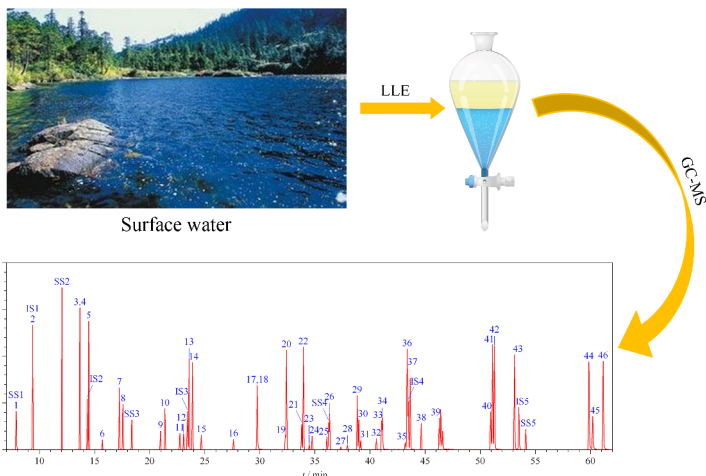 LLE
GC-MS
Surface water
SS1
1
IS1
2
SS2
3,4
5
IS2
6
7
8
SS3
9
10
11
12
IS3
13
14
15
16
17,18
19
20
21
22
23
24
25
SS4
26
27
28
29
30
31
32
33
34
35
36
37
IS4
38
39
40
41
42
43
IS5
SS5
44
45
46
10 15 20 25 30 35 40 45 50 55 60
t / min